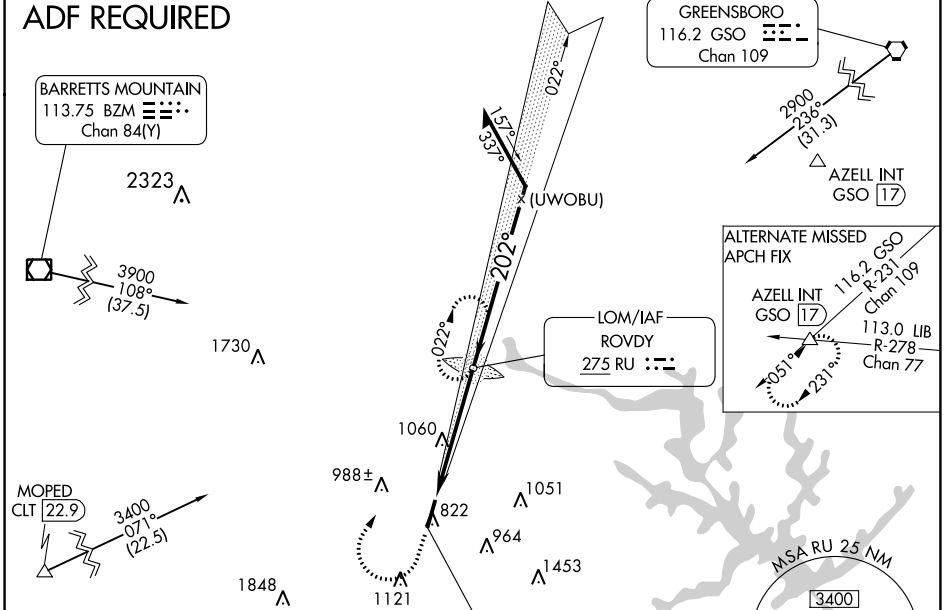 ADF REQUIRED
GREENSBORO
116.2 GSO
Chan 109
BARRETTS MOUNTAIN
113.75 BZM
Chan 84(Y)
022°
2900
236°
(31.3)
157°
337°
2323
AZELL INT
GSO 17
(UWOBU)
202°
ALTERNATE MISSED
APCH FIX
116.2 GSO
R-231
Chan 109
3900
108°
(37.5)
AZELL INT
GSO 17
113.0 LIB
R-278
Chan 77
051°
231°
LOM/IAF
ROVDY
275 RU
022°
1730
1060
988±
1051
MOPED
CLT 22.9
3400
071°
(22.5)
822
964
1453
MSA RU 25 NM
3400
1848
1121